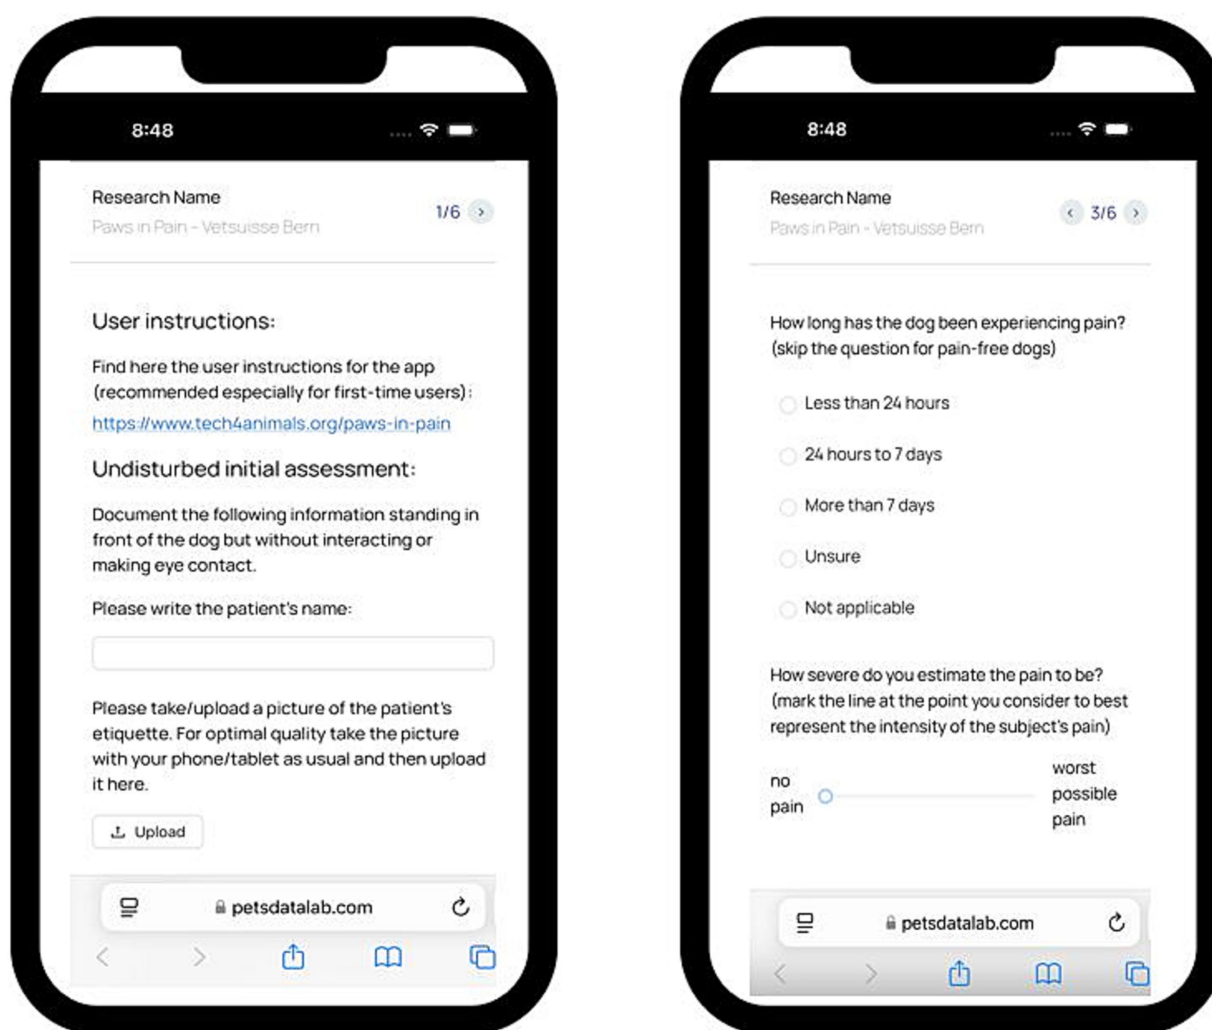 8:48
Research Name
1/6
Paws in Pain - Vetsuisse Bern
User instructions:
Find here the user instructions for the app
(recommended especially for first-time users):
https://www.tech4animals.org/paws-in-pain
Undisturbed initial assessment:
Document the following information standing in
front of the dog but without interacting or
making eye contact.
Please write the patient's name:
Please take/upload a picture of the patient's
etiquette. For optimal quality take the picture
with your phone/tablet as usual and then upload
it here.
Upload
petsdatalab.com
8:48
Research Name
3/6
Paws in Pain - Vetsuisse Bern
How long has the dog been experiencing pain?
(skip the question for pain-free dogs)
Less than 24 hours
24 hours to 7 days
More than 7 days
Unsure
Not applicable
How severe do you estimate the pain to be?
(mark the line at the point you consider to best
represent the intensity of the subject's pain)
no
pain
worst
possible
pain
petsdatalab.com